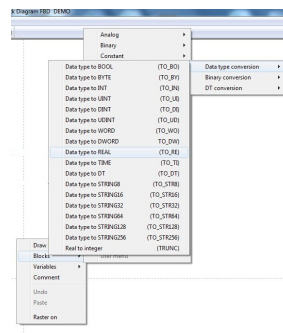 k Diagram FBD DEMO
Analog
Binary
Constant
Data type to BOOL (TO_BO)
Data type conversion
Data type to BYTE (TO_BY)
Binary conversion
Data type to INT (TO_IN)
DT conversion
Data type to UINT (TO_UI)
Data type to DINT (TO_DI)
Data type to UDINT (TO_UD)
Data type to WORD (TO_WO)
Data type to DWORD TO_DW)
Data type to REAL (TO_RE)
Data type to TIME (TO_TI)
Data type to DT (TO_DT)
Data type to STRING8 (TO_STR8)
Data type to STRING16 (TO_STR16)
Data type to STRING32 (TO_STR32)
Data type to STRING64 (TO_STR64)
Data type to STRING128 (TO_STR128)
Data type to STRING256 (TO_STR256)
Real to integer (TRUNC)
Draw
Blocks
User menu
Variables
Comment
Undo
Paste
Raster on